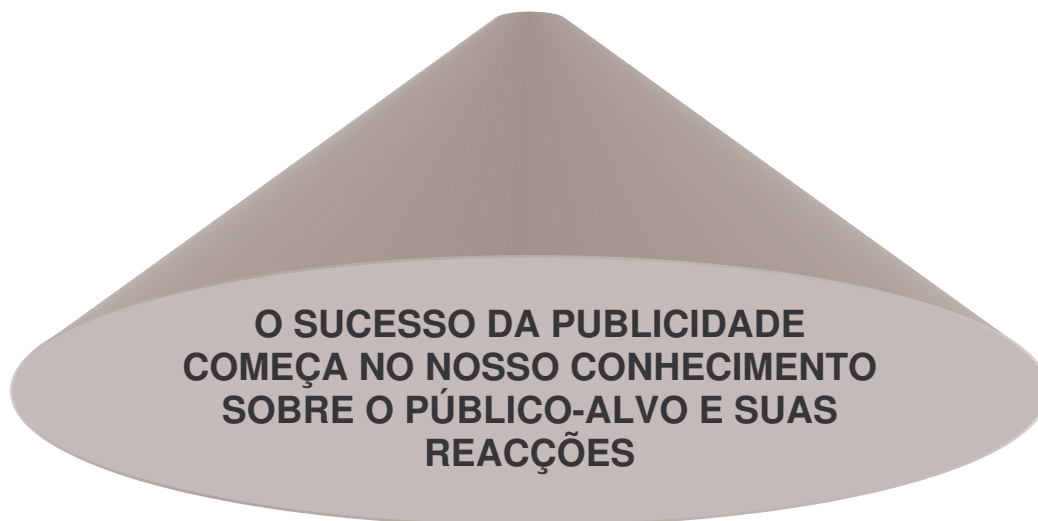 O SUCESSO DA PUBLICIDADE
COMEÇA NO NOSSO CONHECIMENTO
SOBRE O PÚBLICO-ALVO E SUAS
REACÇÕES